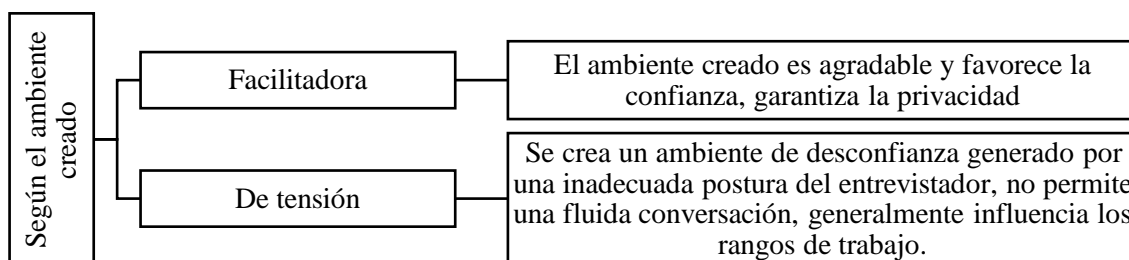 Según el ambiente
creado
Facilitadora
El ambiente creado es agradable y favorece la
confianza, garantiza la privacidad
De tensión
Se crea un ambiente de desconfianza generado por
una inadecuada postura del entrevistador, no permite
una fluida conversación, generalmente influencia los
rangos de trabajo.